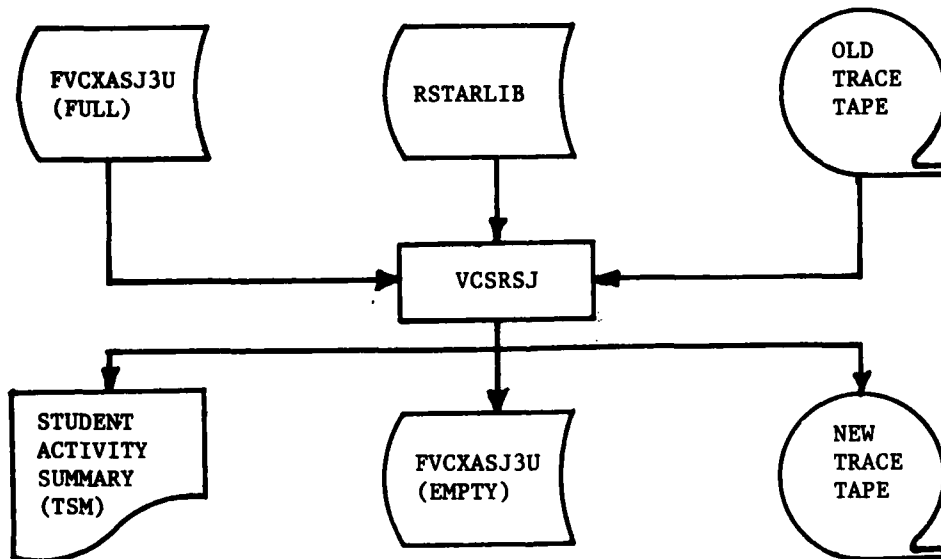 FVCXASJ3U
(FULL)
RSTARLIB
OLD
TRACE
TAPE
VCSRSJ
STUDENT
ACTIVITY
SUMMARY
(TSM)
FVCXASJ3U
(EMPTY)
NEW
TRACE
TAPE